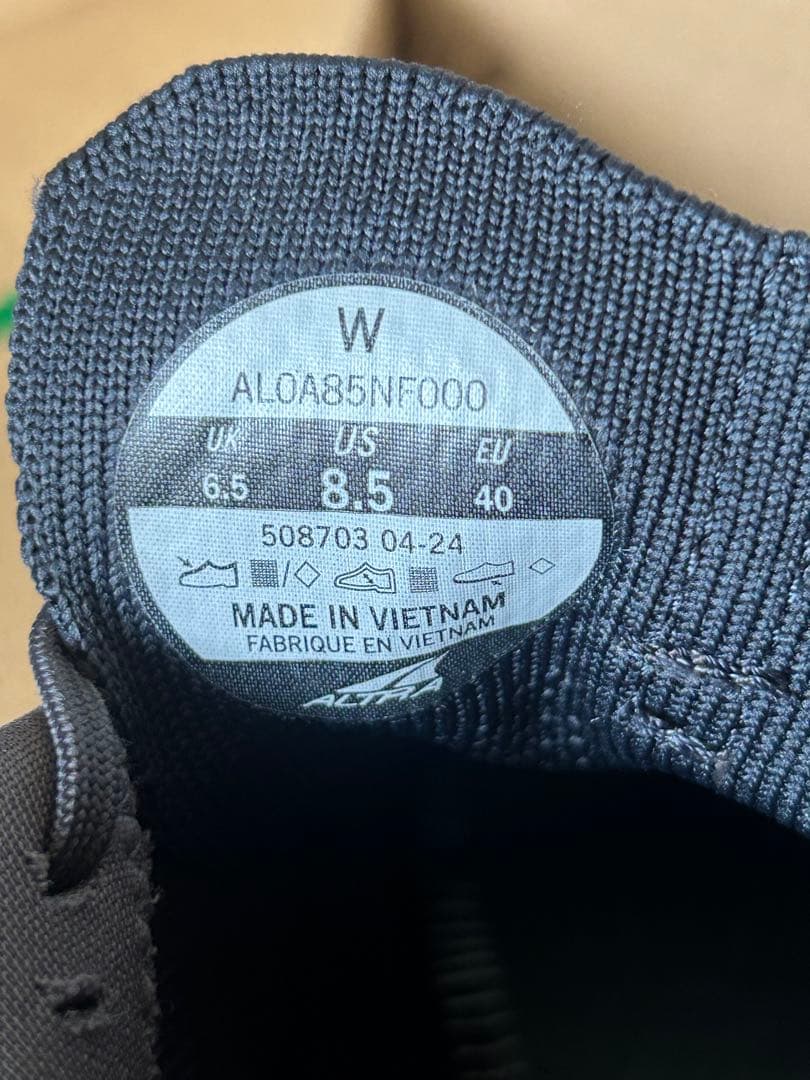 W
AL0A85NF000
UK US EU
6.5 8.5 40
508703 04-24
MADE IN VIETNAM
FABRIQUE EN VIETNAM
ALTRA